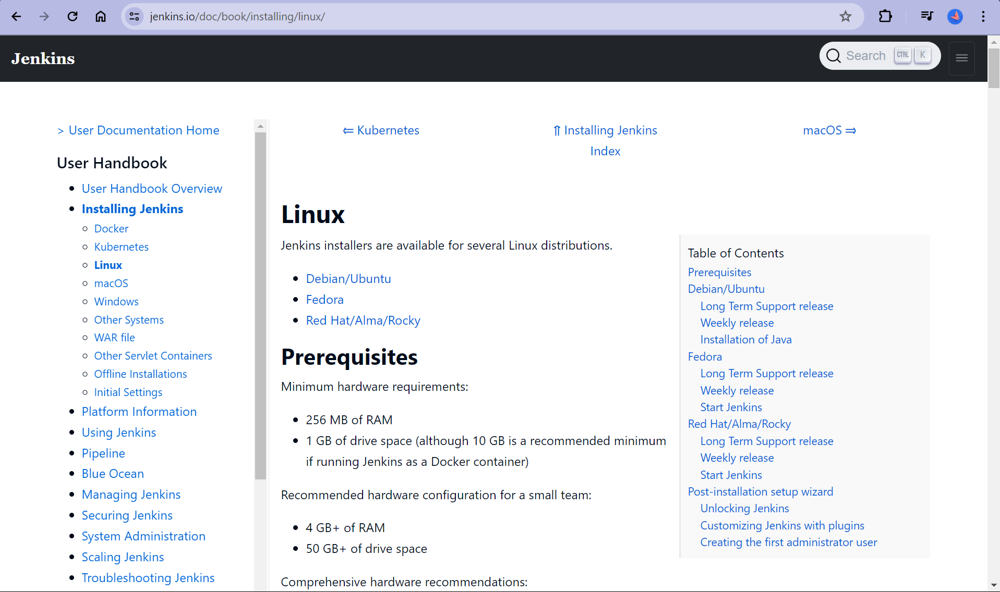 jenkins.io/doc/book/installing/linux/
Jenkins
Search CTRL K
> User Documentation Home
User Handbook
User Handbook Overview
Installing Jenkins
Docker
Kubernetes
Linux
macOS
Windows
Other Systems
WAR file
Other Servlet Containers
Offline Installations
Initial Settings
Platform Information
Using Jenkins
Pipeline
Blue Ocean
Managing Jenkins
Securing Jenkins
System Administration
Scaling Jenkins
Troubleshooting Jenkins
⇐ Kubernetes
⇑ Installing Jenkins
Index
macOS ⇒
Linux
Jenkins installers are available for several Linux distributions.
Debian/Ubuntu
Fedora
Red Hat/Alma/Rocky
Prerequisites
Minimum hardware requirements:
256 MB of RAM
1 GB of drive space (although 10 GB is a recommended minimum
if running Jenkins as a Docker container)
Recommended hardware configuration for a small team:
4 GB+ of RAM
50 GB+ of drive space
Comprehensive hardware recommendations:
Table of Contents
Prerequisites
Debian/Ubuntu
Long Term Support release
Weekly release
Installation of Java
Fedora
Long Term Support release
Weekly release
Start Jenkins
Red Hat/Alma/Rocky
Long Term Support release
Weekly release
Start Jenkins
Post-installation setup wizard
Unlocking Jenkins
Customizing Jenkins with plugins
Creating the first administrator user